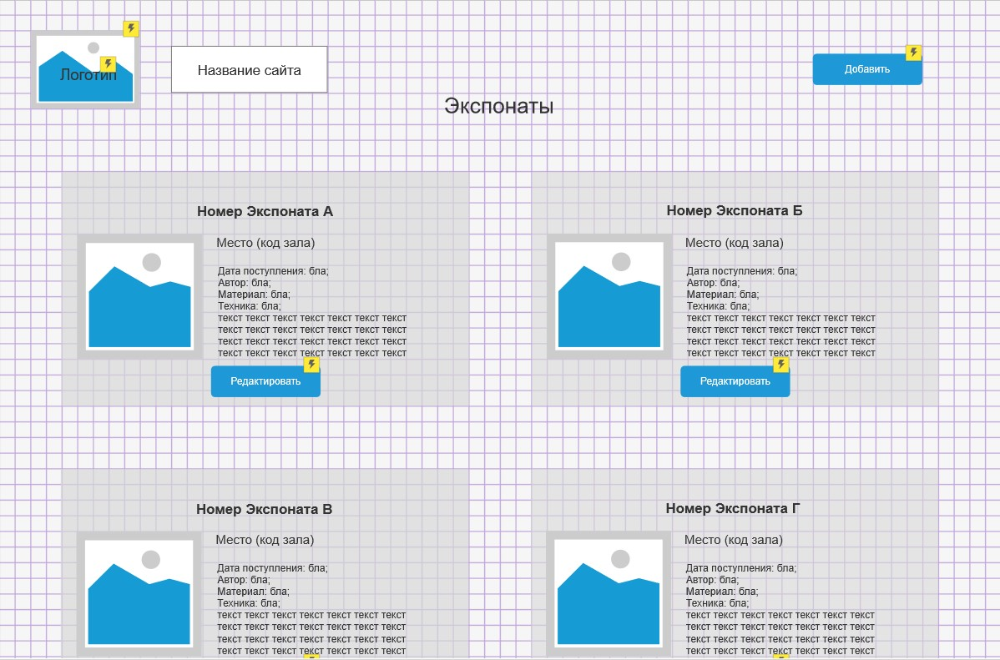 Логотип
Название сайта
Добавить
Экспонаты
Номер Экспоната А
Место (код зала)
Дата поступления: бла;
Автор: бла;
Материал: бла;
Техника: бла;
текст текст текст текст текст текст текст
текст текст текст текст текст текст текст
текст текст текст текст текст текст текст
текст текст текст текст текст текст текст
Редактировать
Номер Экспоната Б
Место (код зала)
Дата поступления: бла;
Автор: бла;
Материал: бла;
Техника: бла;
текст текст текст текст текст текст текст
текст текст текст текст текст текст текст
текст текст текст текст текст текст текст
текст текст текст текст текст текст текст
Редактировать
Номер Экспоната В
Место (код зала)
Дата поступления: бла;
Автор: бла;
Материал: бла;
Техника: бла;
текст текст текст текст текст текст текст
текст текст текст текст текст текст текст
текст текст текст текст текст текст текст
текст текст текст текст текст текст текст
Номер Экспоната Г
Место (код зала)
Дата поступления: бла;
Автор: бла;
Материал: бла;
Техника: бла;
текст текст текст текст текст текст текст
текст текст текст текст текст текст текст
текст текст текст текст текст текст текст
текст текст текст текст текст текст текст